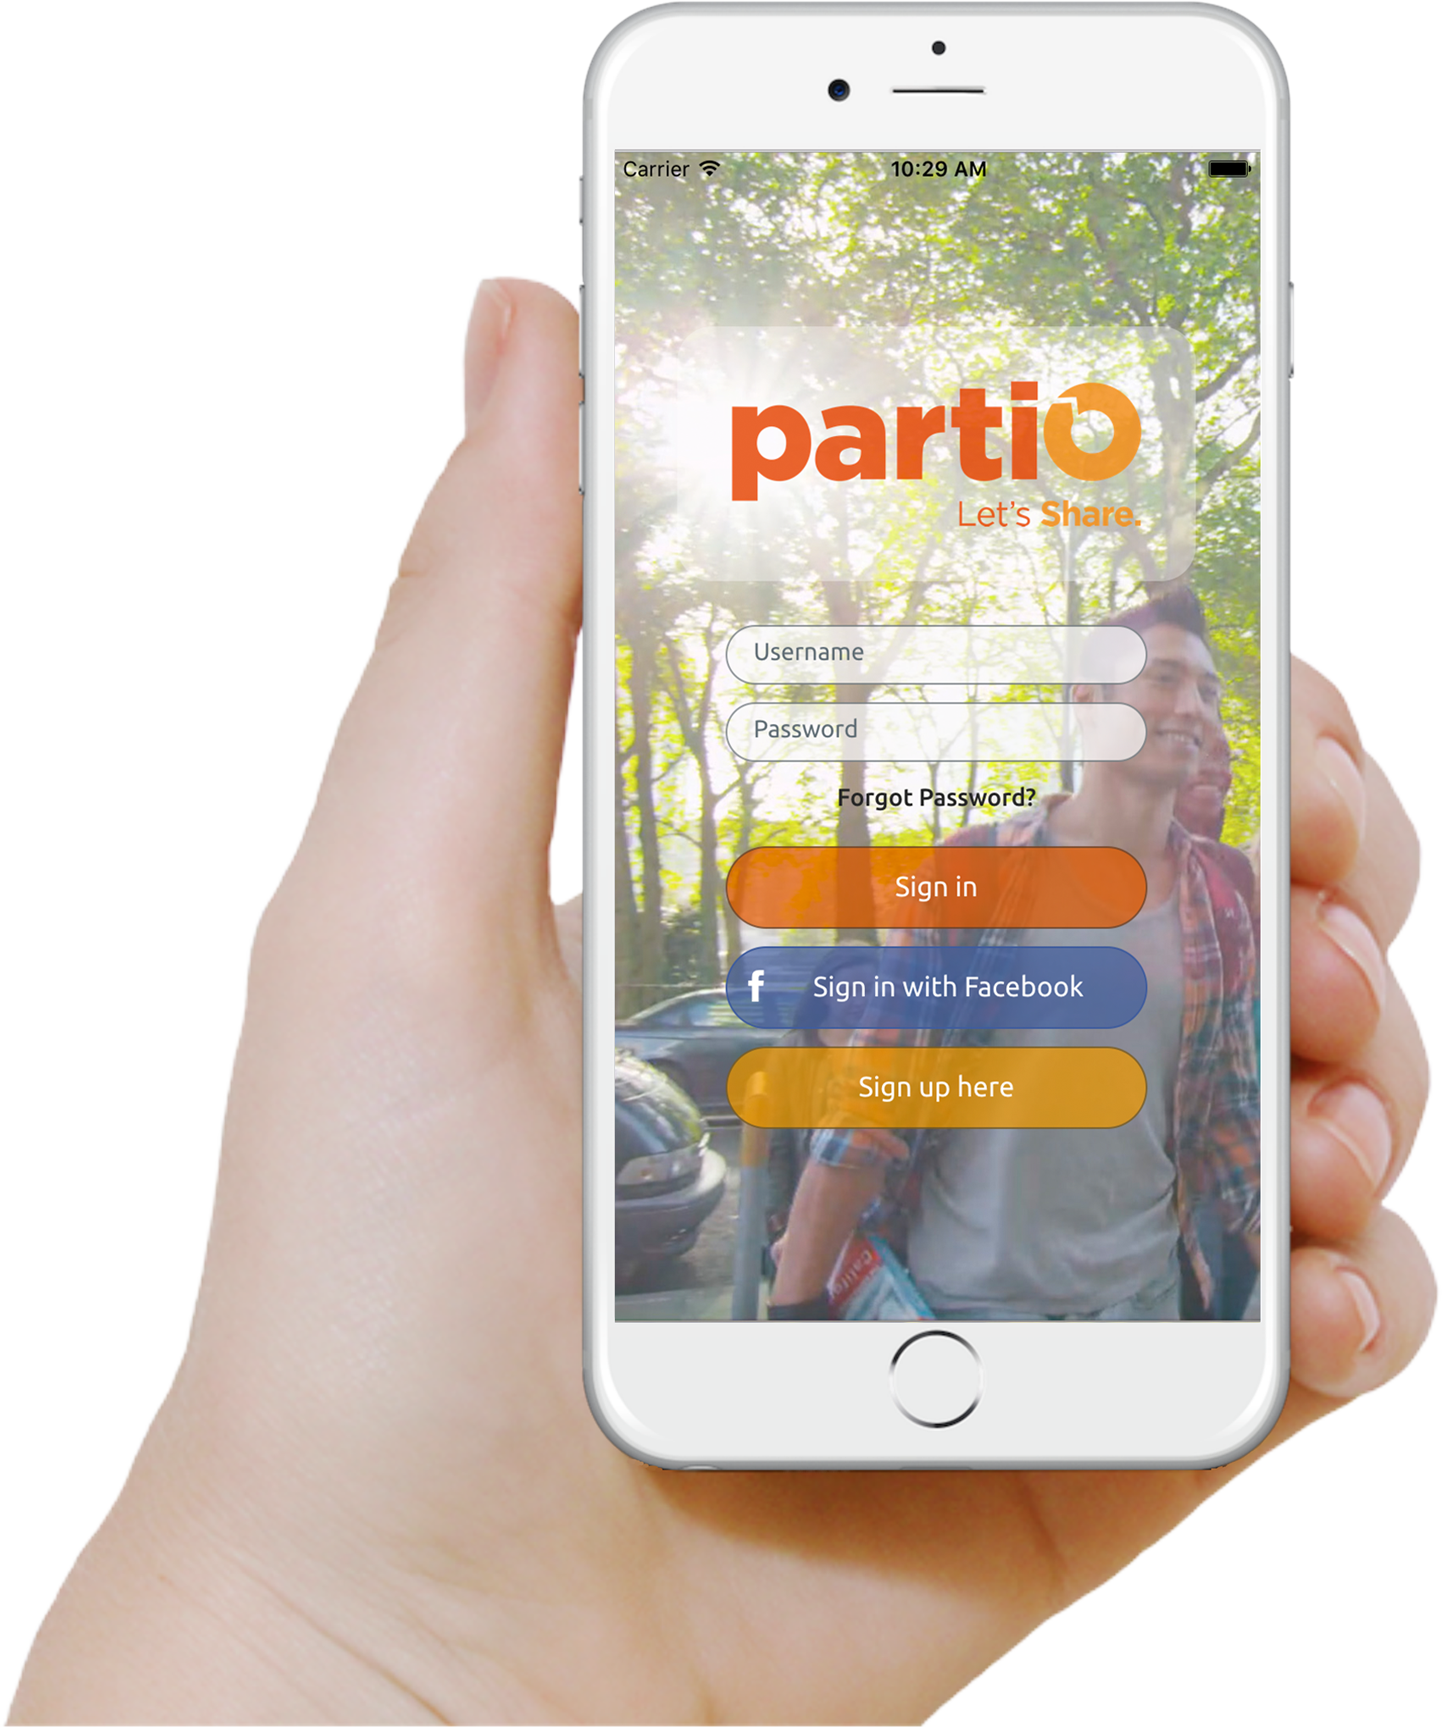 Carrier 10:29 AM
partio
Let's Share.
Username
Password
Forgot Password?
Sign in
f Sign in with Facebook
Sign up here